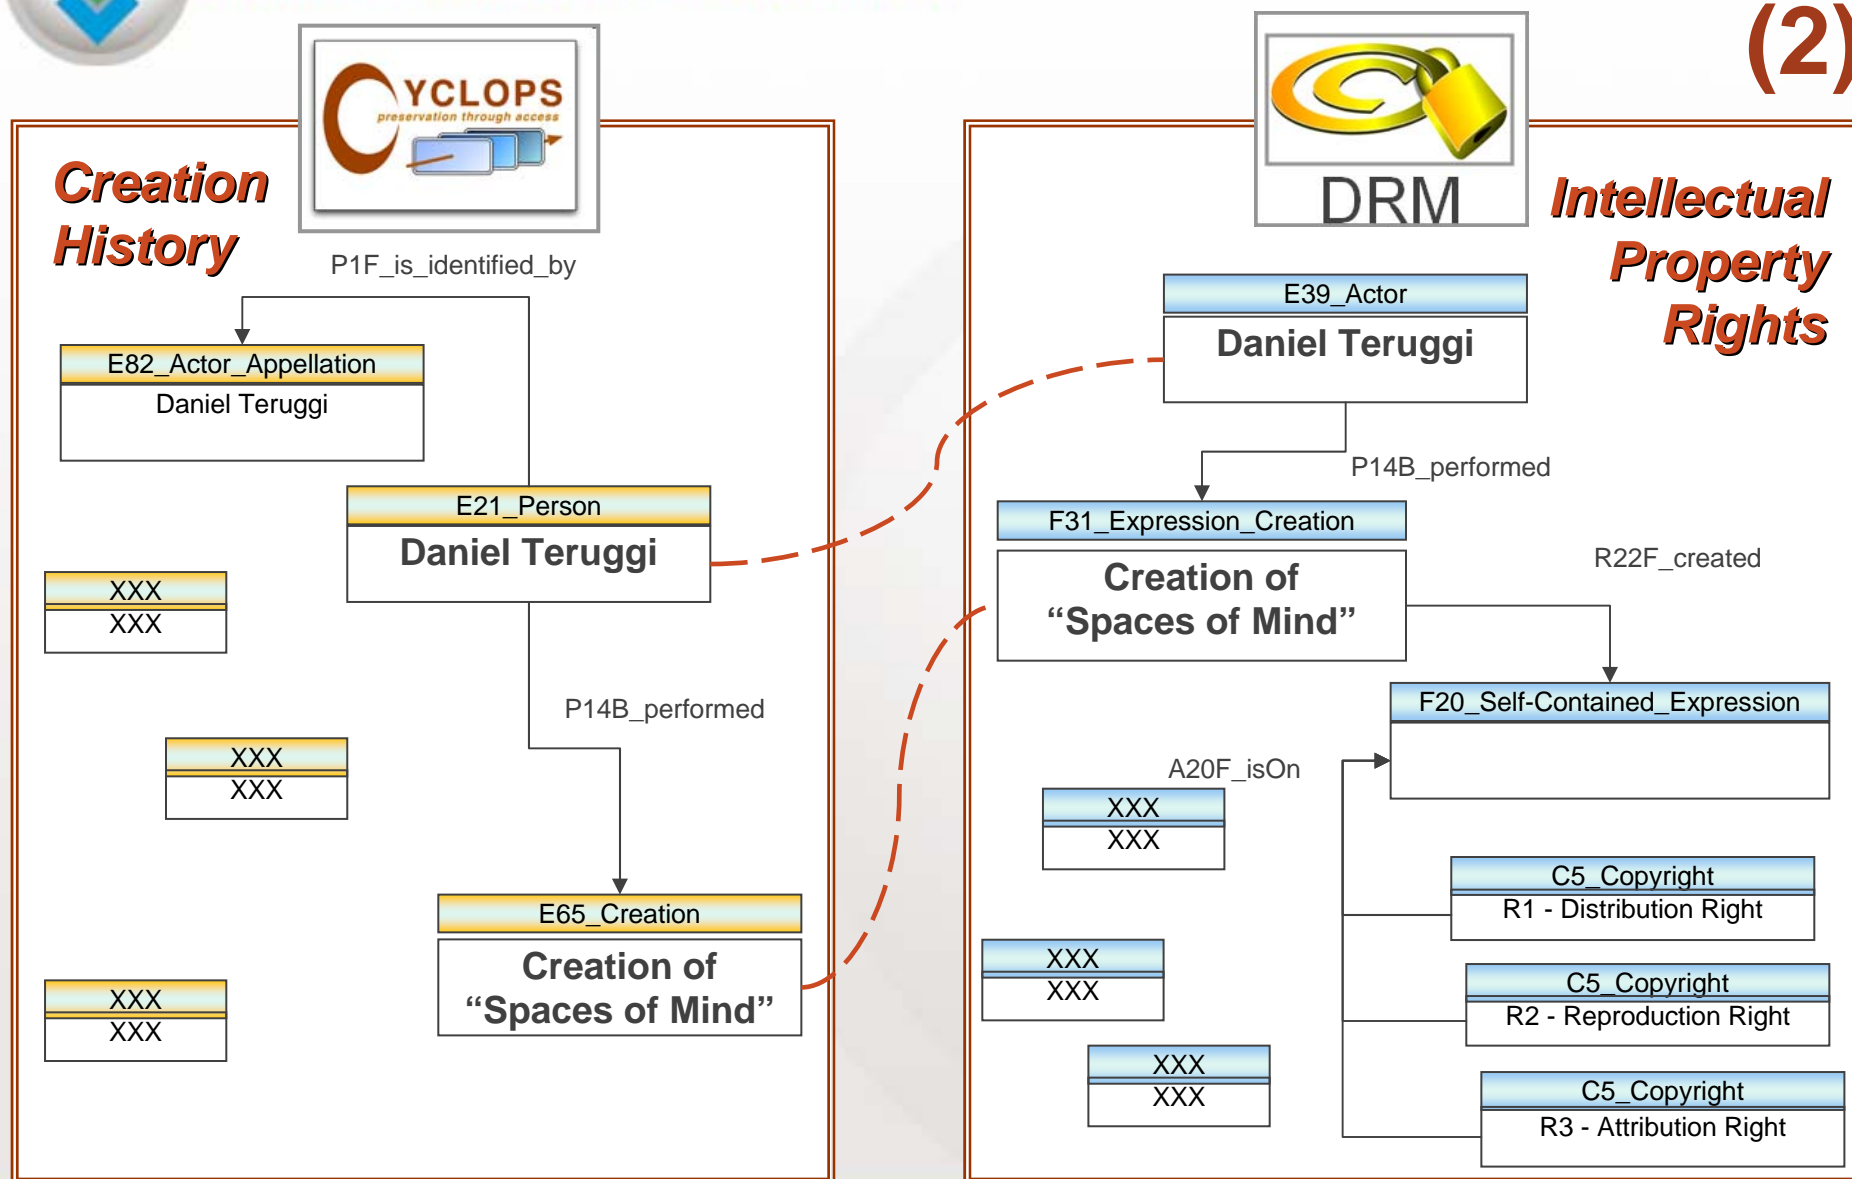 (2)
CYCLOPS
preservation through access
Creation
History
P1F_is_identified_by
E82_Actor_Appellation
Daniel Teruggi
E21_Person
Daniel Teruggi
XXX
XXX
P14B_performed
XXX
XXX
E65_Creation
Creation of
“Spaces of Mind”
XXX
XXX
C
DRM
Intellectual
Property
Rights
E39_Actor
Daniel Teruggi
P14B_performed
F31_Expression_Creation
Creation of
“Spaces of Mind”
R22F_created
F20_Self-Contained_Expression
A20F_isOn
XXX
XXX
C5_Copyright
R1 - Distribution Right
XXX
XXX
C5_Copyright
R2 - Reproduction Right
XXX
XXX
C5_Copyright
R3 - Attribution Right